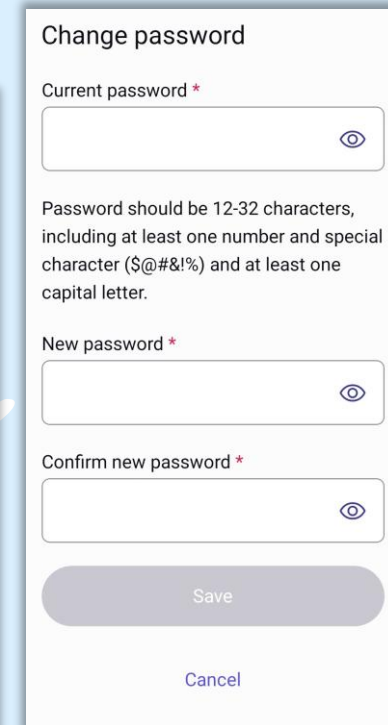 Change password
Current password *
Password should be 12-32 characters,
including at least one number and special
character ($@#&!%) and at least one
capital letter.
New password *
Confirm new password *
Save
Cancel